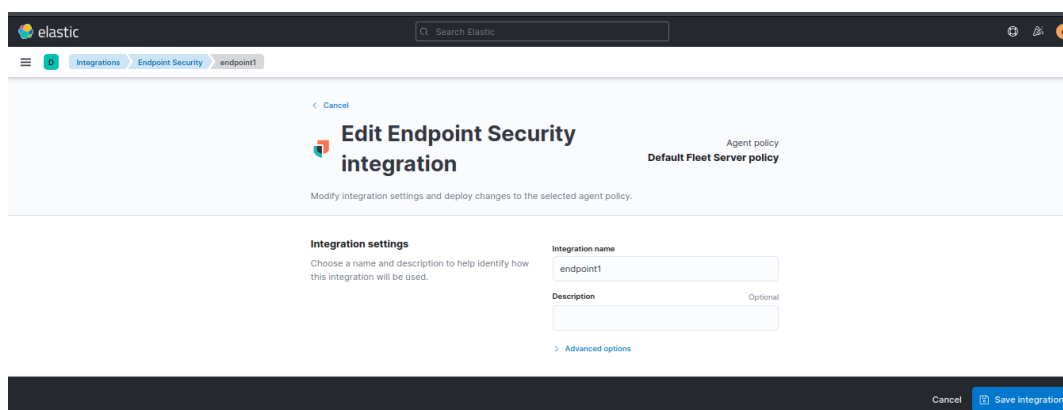 elastic
Search Elastic
D
Integrations
Endpoint Security
endpoint1
Cancel
Edit Endpoint Security
integration
Agent policy
Default Fleet Server policy
Modify integration settings and deploy changes to the selected agent policy.
Integration settings
Choose a name and description to help identify how
this integration will be used.
Integration name
endpoint1
Description
Optional
Advanced options
Cancel
Save integration